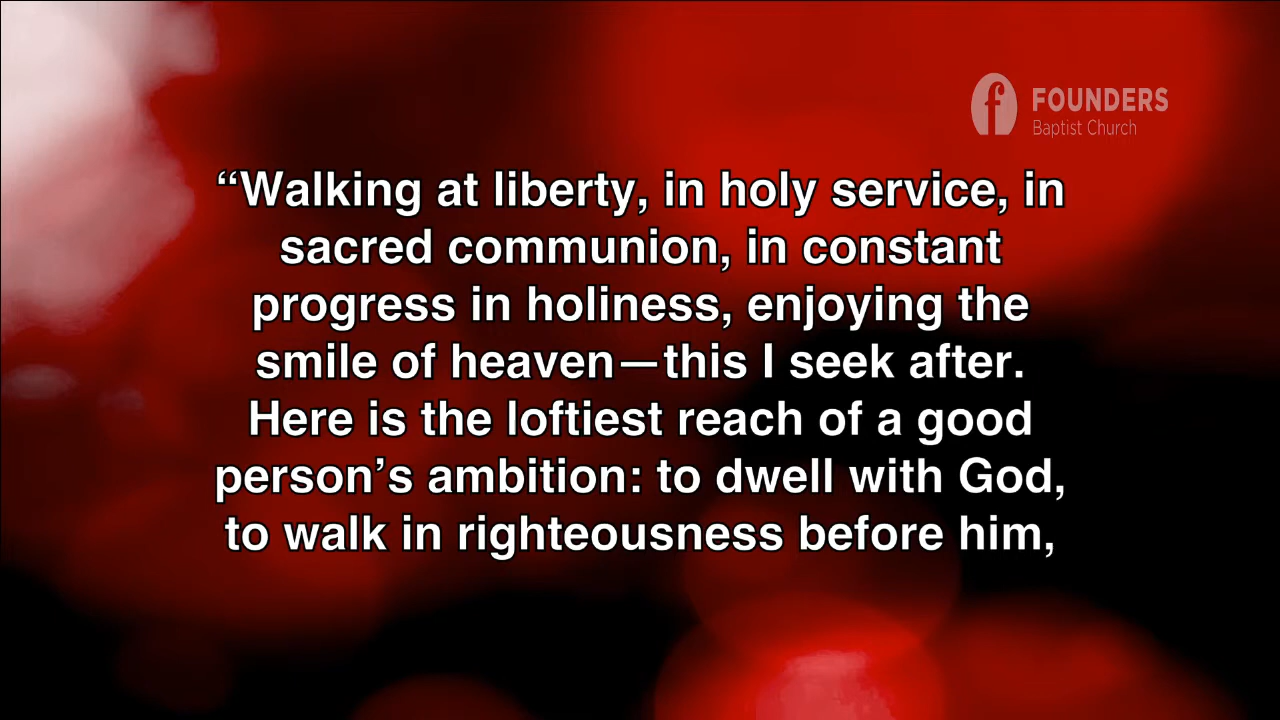 FOUNDERS
Baptist Church
“Walking at liberty, in holy service, in
sacred communion, in constant
progress in holiness, enjoying the
smile of heaven—this I seek after.
Here is the loftiest reach of a good
person’s ambition: to dwell with God,
to walk in righteousness before him,